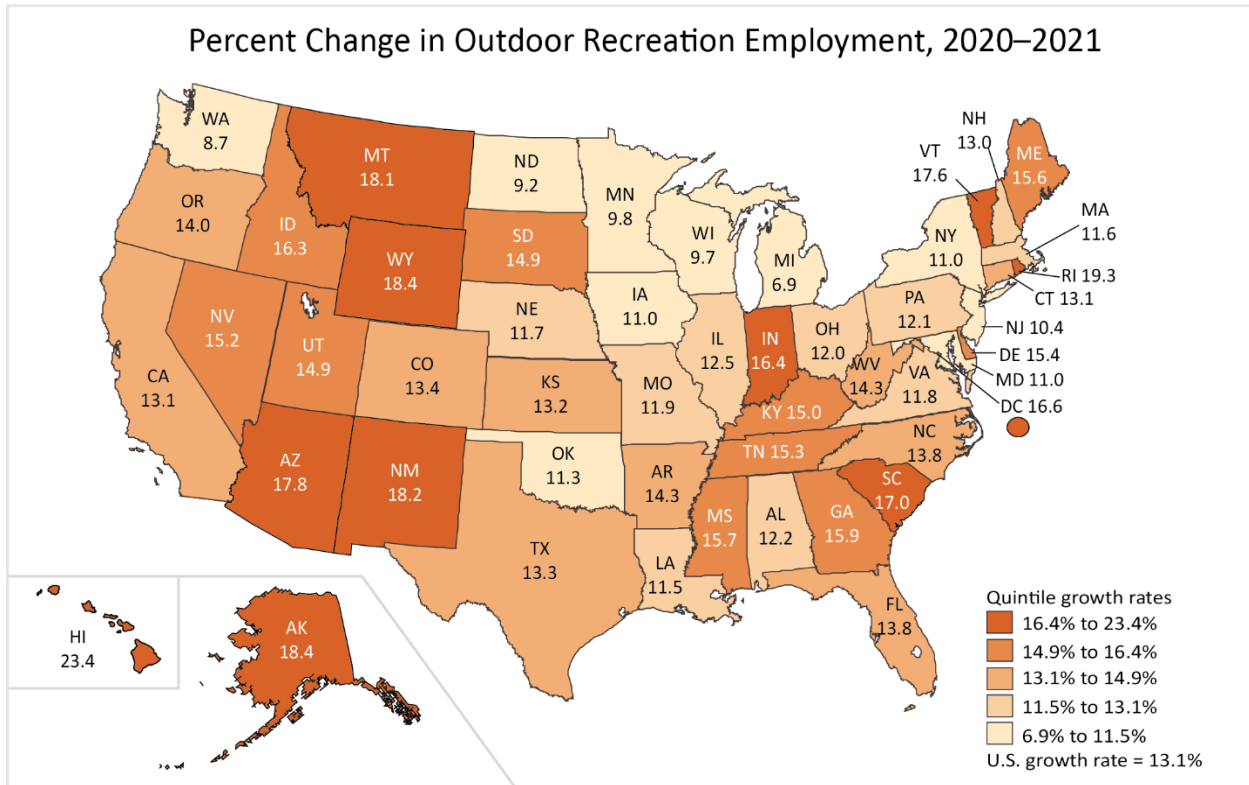 Percent Change in Outdoor Recreation Employment, 2020–2021
WA
8.7
OR
14.0
CA
13.1
ID
16.3
NV
15.2
MT
18.1
WY
18.4
UT
14.9
AZ
17.8
CO
13.4
NM
18.2
ND
9.2
SD
14.9
NE
11.7
KS
13.2
OK
11.3
TX
13.3
MN
9.8
IA
11.0
MO
11.9
AR
14.3
LA
11.5
WI
9.7
IL
12.5
MI
6.9
IN
16.4
OH
12.0
KY 15.0
TN 15.3
MS
15.7
AL
12.2
GA
15.9
FL
13.8
SC
17.0
NC
13.8
VA
11.8
WV
14.3
PA
12.1
NY
11.0
VT
17.6
NH
13.0
ME
15.6
MA
11.6
RI 19.3
CT 13.1
NJ 10.4
DE 15.4
MD 11.0
DC 16.6
HI
23.4
AK
18.4
Quintile growth rates
16.4% to 23.4%
14.9% to 16.4%
13.1% to 14.9%
11.5% to 13.1%
6.9% to 11.5%
U.S. growth rate = 13.1%